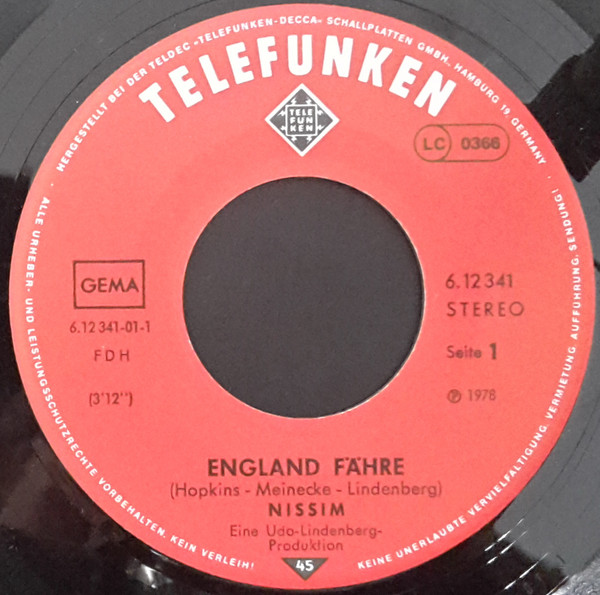 HERGESTELLT BEI DER TELDEC »TELEFUNKEN-DECCA« SCHALLPLATTEN GMBH, HAMBURG 19, GERMANY
TELEFUNKEN
TELE
FUN
KEN
LC 0366
GEMA
6.12 341-01-1
FDH
(3'12")
6.12 341
STEREO
Seite 1
℗ 1978
ENGLAND FÄHRE
(Hopkins - Meinecke - Lindenberg)
NISSIM
Eine Udo-Lindenberg-
Produktion
45
· ALLE URHEBER- UND LEISTUNGSSCHUTZRECHTE VORBEHALTEN. KEIN VERLEIH!
KEINE UNERLAUBTE VERVIELFÄLTIGUNG, VERMIETUNG, AUFFÜHRUNG, SENDUNG! ·